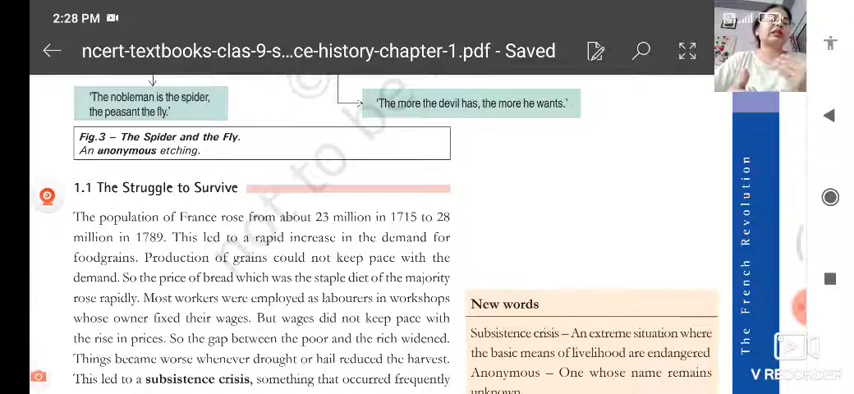 2:28 PM
ncert-textbooks-clas-9-s...ce-history-chapter-1.pdf - Saved
'The nobleman is the spider,
the peasant the fly.'
'The more the devil has, the more he wants.'
Fig.3 – The Spider and the Fly.
An anonymous etching.
1.1 The Struggle to Survive
The population of France rose from about 23 million in 1715 to 28
million in 1789. This led to a rapid increase in the demand for
foodgrains. Production of grains could not keep pace with the
demand. So the price of bread which was the staple diet of the majority
rose rapidly. Most workers were employed as labourers in workshops
whose owner fixed their wages. But wages did not keep pace with
the rise in prices. So the gap between the poor and the rich widened.
Things became worse whenever drought or hail reduced the harvest.
This led to a subsistence crisis, something that occurred frequently
New words
Subsistence crisis – An extreme situation where
the basic means of livelihood are endangered
Anonymous – One whose name remains
unknown
The French Revolution
not to be
©
V RECORDER